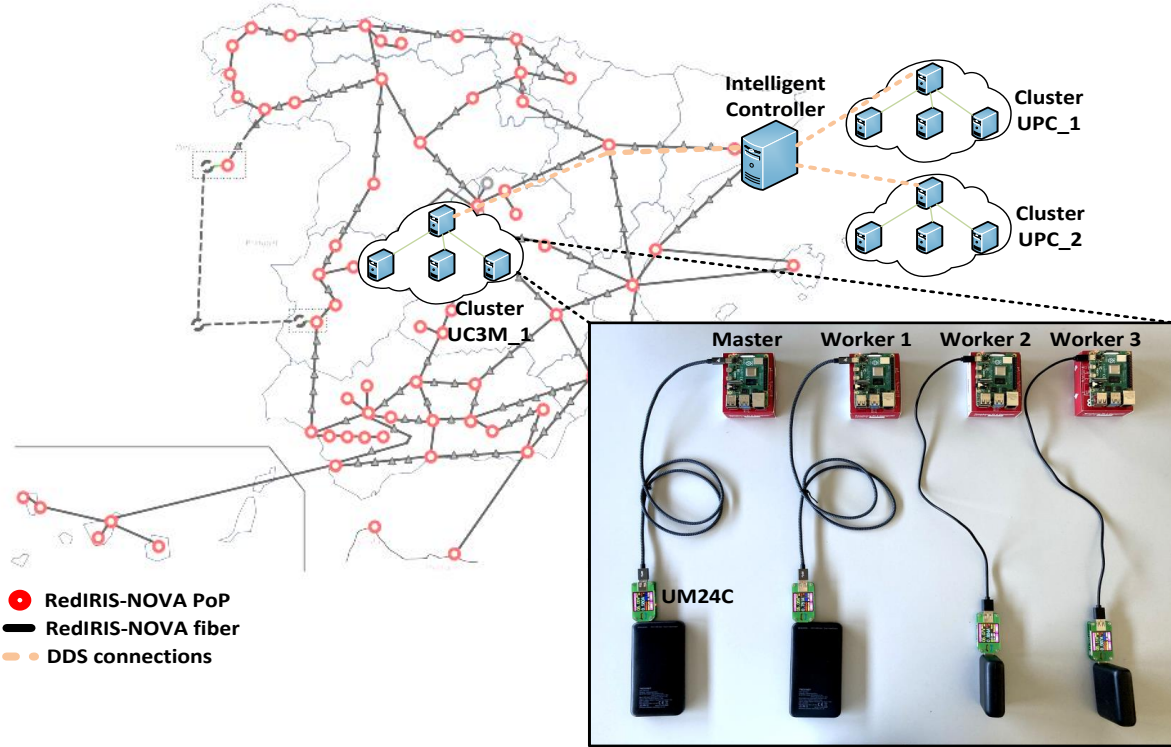 Intelligent
Controller
Cluster
UPC_1
Cluster
UPC_2
Cluster
UC3M_1
Master
Worker 1
Worker 2
Worker 3
UM24C
RedIRIS-NOVA PoP
RedIRIS-NOVA fiber
DDS connections